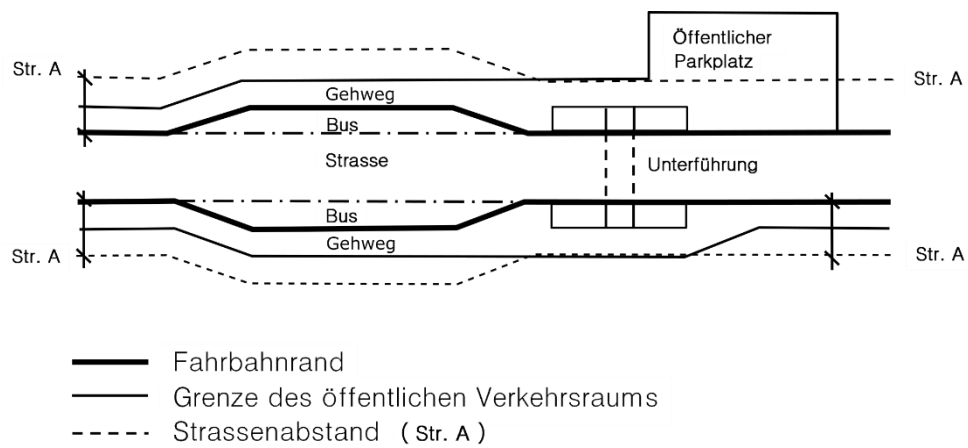 Öffentlicher
Parkplatz
Str. A
Str. A
Gehweg
Bus
Strasse
Unterführung
Bus
Gehweg
Str. A
Str. A
Fahrbahnrand
Grenze des öffentlichen Verkehrsraums
Strassenabstand ( Str. A )